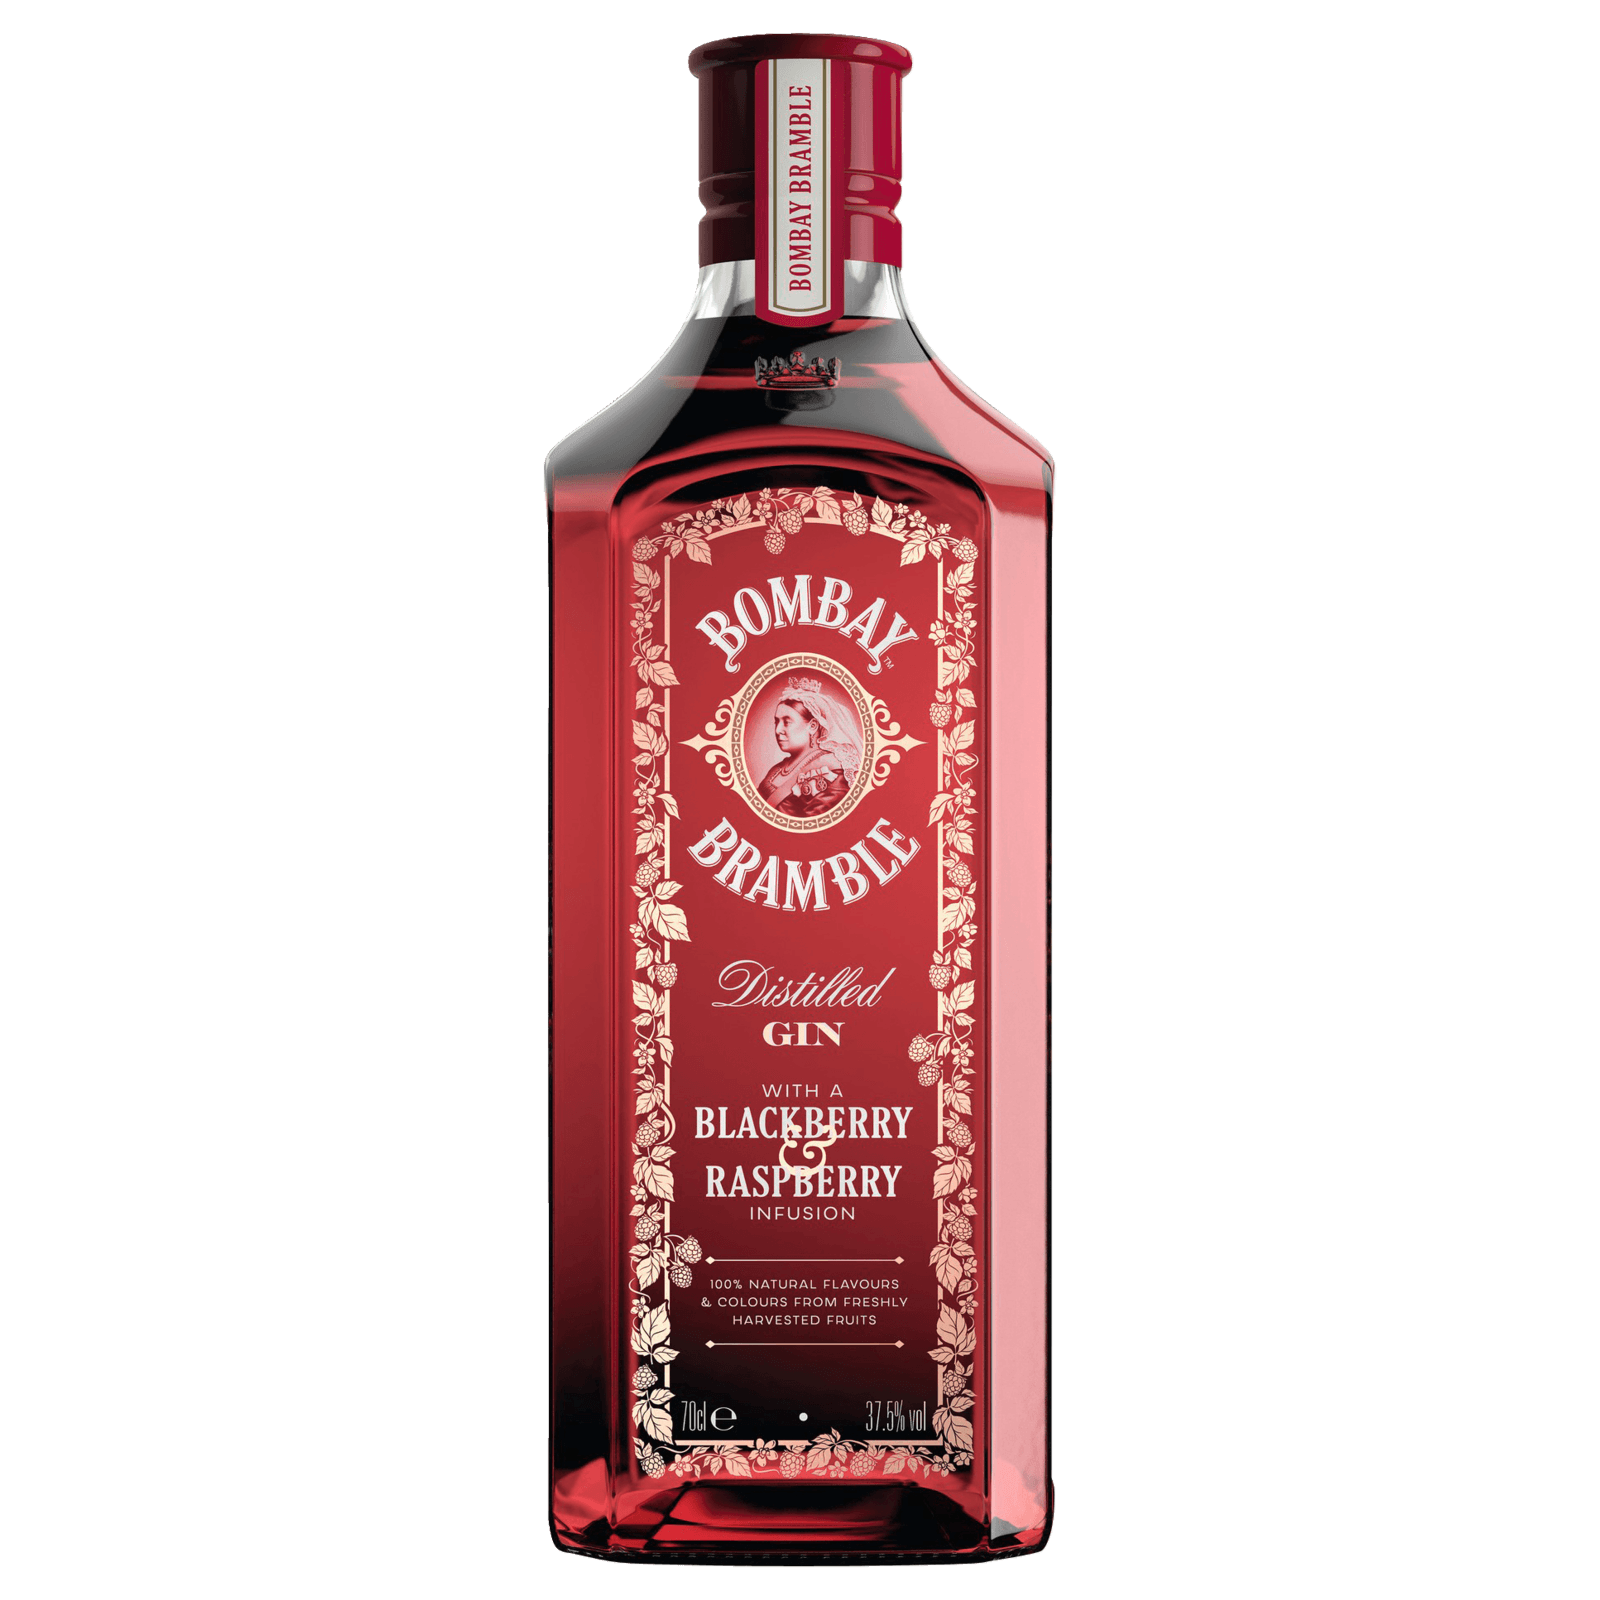 BOMBAY BRAMBLE
BOMBAY™
BRAMBLE
Distilled
GIN
WITH A
BLACKBERRY
&
RASPBERRY
INFUSION
100% NATURAL FLAVOURS
& COLOURS FROM FRESHLY
HARVESTED FRUITS
70cl ℮ • 37.5% vol